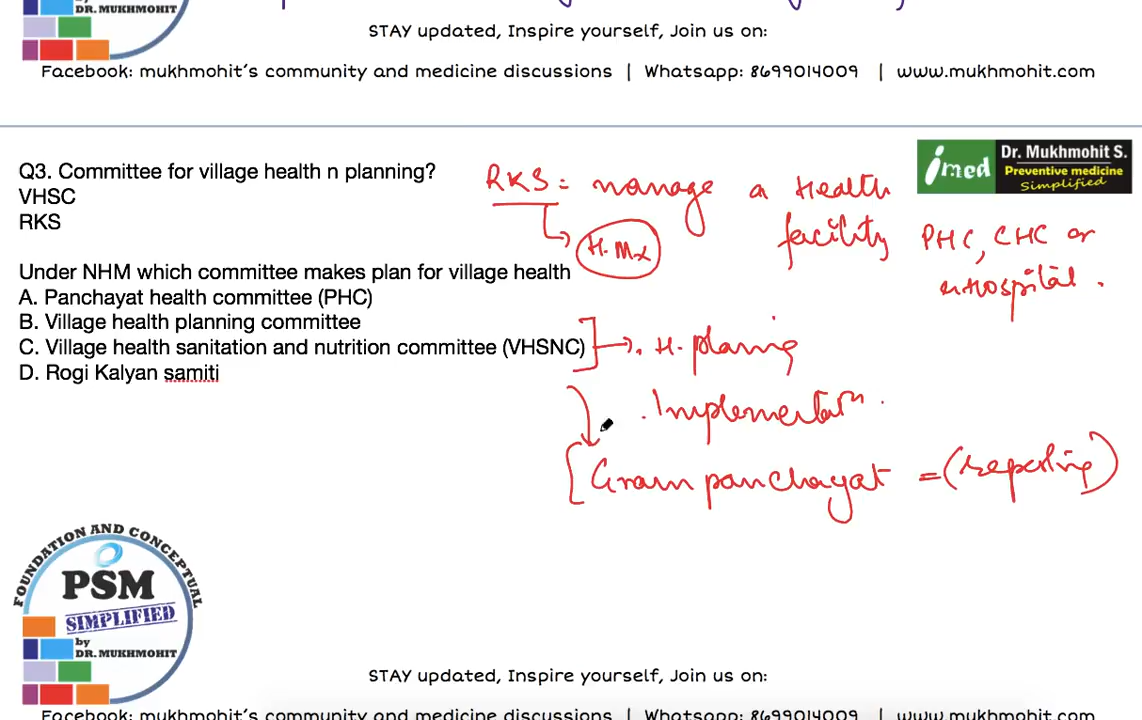 DR. MUKHMOHIT
STAY updated, Inspire yourself, Join us on:
Facebook: mukhmohit's community and medicine discussions | Whatsapp: 8699014009 | www.mukhmohit.com
imed Dr. Mukhmohit S.
Preventive medicine
Simplified
Q3. Committee for village health n planning?
VHSC
RKS
RKS = manage a Health
facility PHC, CHC or
Hospital.
H.Mx
Under NHM which committee makes plan for village health
A. Panchayat health committee (PHC)
B. Village health planning committee
C. Village health sanitation and nutrition committee (VHSNC)
D. Rogi Kalyan samiti
H. planing
. Implementatn.
Gram panchayat = (reporting)
FOUNDATION AND CONCEPTUAL
PSM
SIMPLIFIED
by
DR. MUKHMOHIT
STAY updated, Inspire yourself, Join us on:
Facebook: mukhmohit's community and medicine discussions | Whatsapp: 8699014009 | www.mukhmohit.com